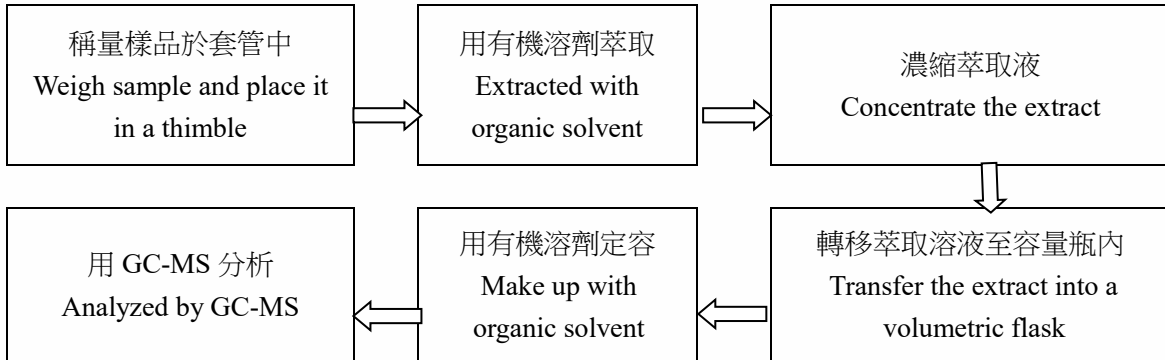 稱量樣品於套管中
Weigh sample and place it
in a thimble
用有機溶劑萃取
Extracted with
organic solvent
濃縮萃取液
Concentrate the extract
轉移萃取溶液至容量瓶內
Transfer the extract into a
volumetric flask
用有機溶劑定容
Make up with
organic solvent
用 GC-MS 分析
Analyzed by GC-MS